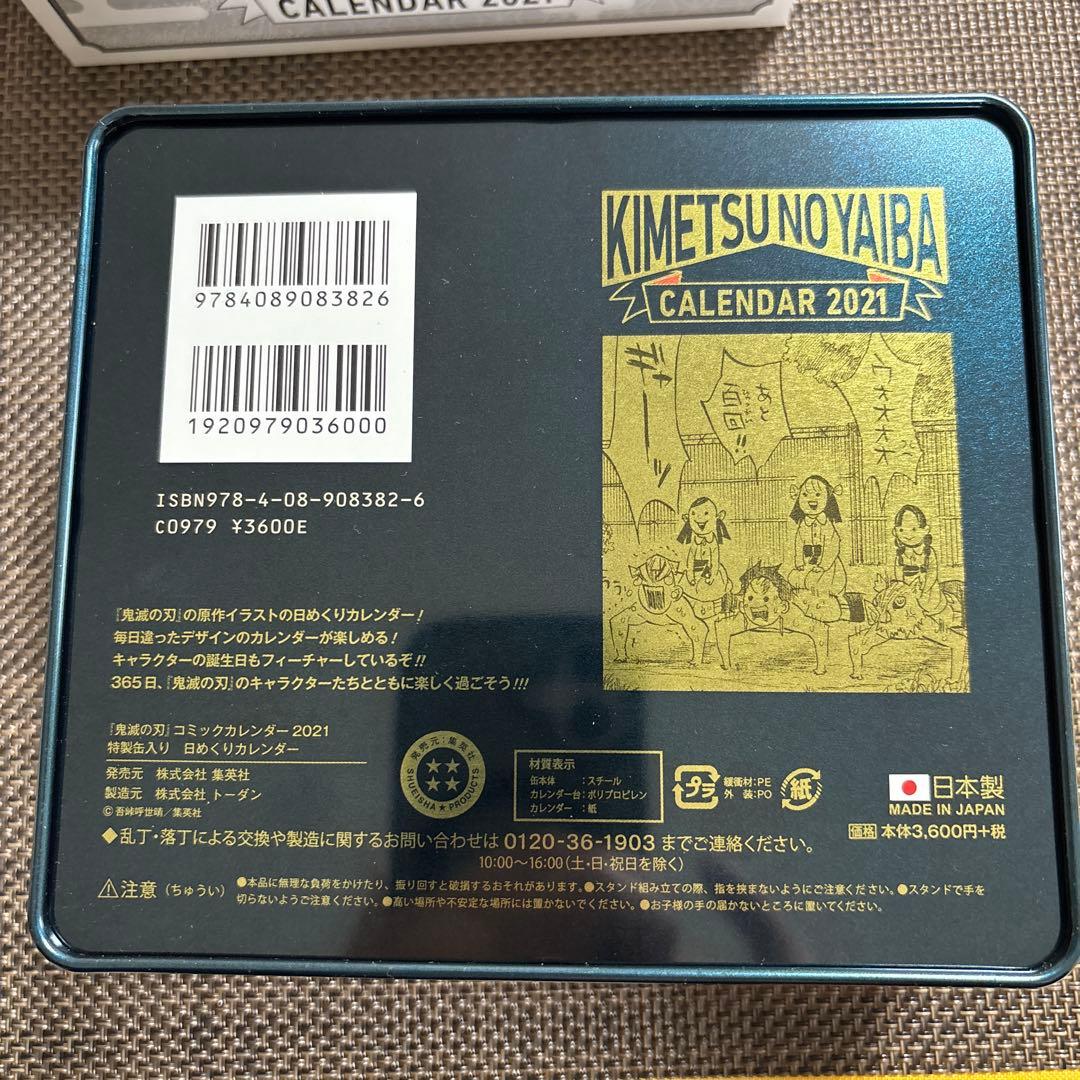 CALENDAR 2021
9784089083826
1920979036000
ISBN978-4-08-908382-6
C0979 ¥3600E
KIMETSU NO YAIBA
CALENDAR 2021
あと
百回!!
ウオオオオ
『鬼滅の刃』の原作イラストの日めくりカレンダー!
毎日違ったデザインのカレンダーが楽しめる!
キャラクターの誕生日もフィーチャーしているぞ!!
365日、『鬼滅の刃』のキャラクターたちとともに楽しく過ごそう!!!
『鬼滅の刃』コミックカレンダー2021
特製缶入り 日めくりカレンダー
発売元 株式会社 集英社
製造元 株式会社 トーダン
©吾峠呼世晴/集英社
発売元:集英社
SHUEISHA★PRODUCTS
材質表示
缶本体 :スチール
カレンダー台:ポリプロピレン
カレンダー :紙
プラ
緩衝材:PE
外 装:PO
紙
日本製
MADE IN JAPAN
価格 本体3,600円+税
◆乱丁・落丁による交換や製造に関するお問い合わせは 0120-36-1903 までご連絡ください。
10:00〜16:00(土・日・祝日を除く)
⚠注意(ちゅうい)
●本品に無理な負荷をかけたり、振り回すと破損するおそれがあります。●スタンド組み立ての際、指を挟まないようにご注意ください。●スタンドで手を
切らないようご注意ください。●高い場所や不安定な場所には置かないでください。●お子様の手の届かないところに置いてください。